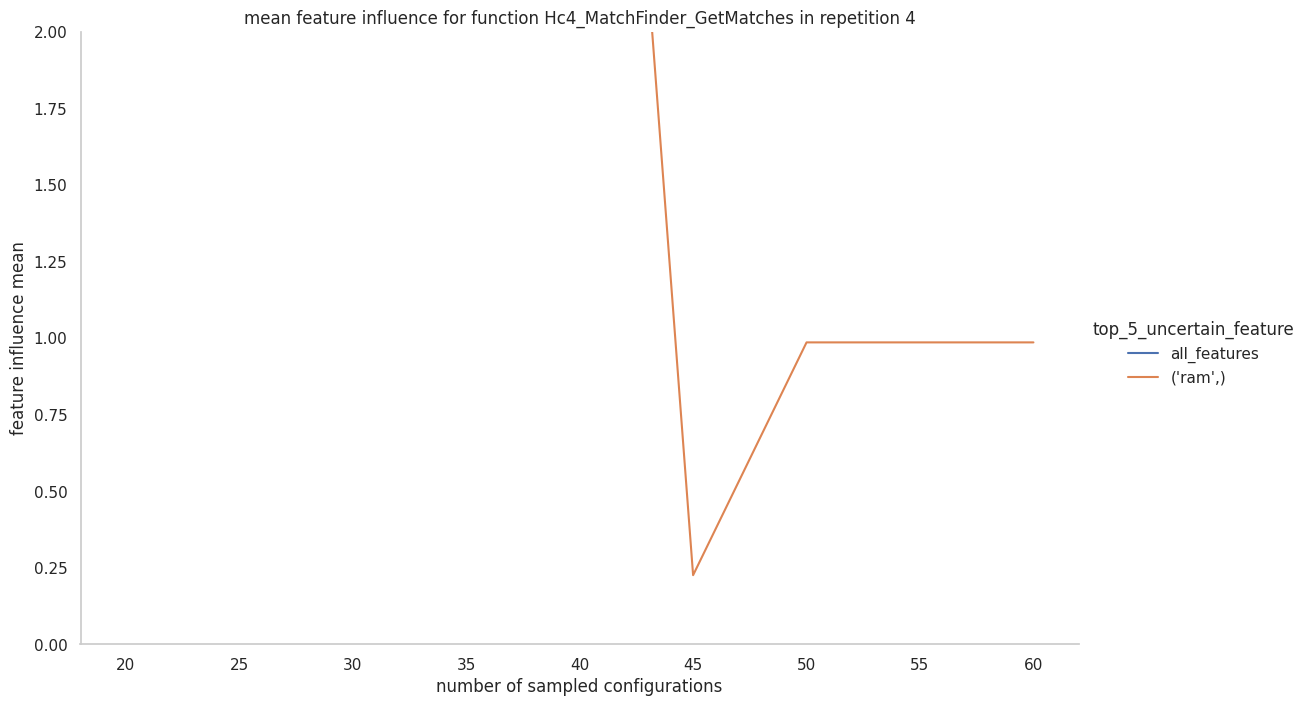 mean feature influence for function Hc4_MatchFinder_GetMatches in repetition 4
2.00
1.75
1.50
1.25
1.00
0.75
0.50
0.25
0.00
feature influence mean
20 25 30 35 40 45 50 55 60
number of sampled configurations
top_5_uncertain_feature
all_features
('ram',)